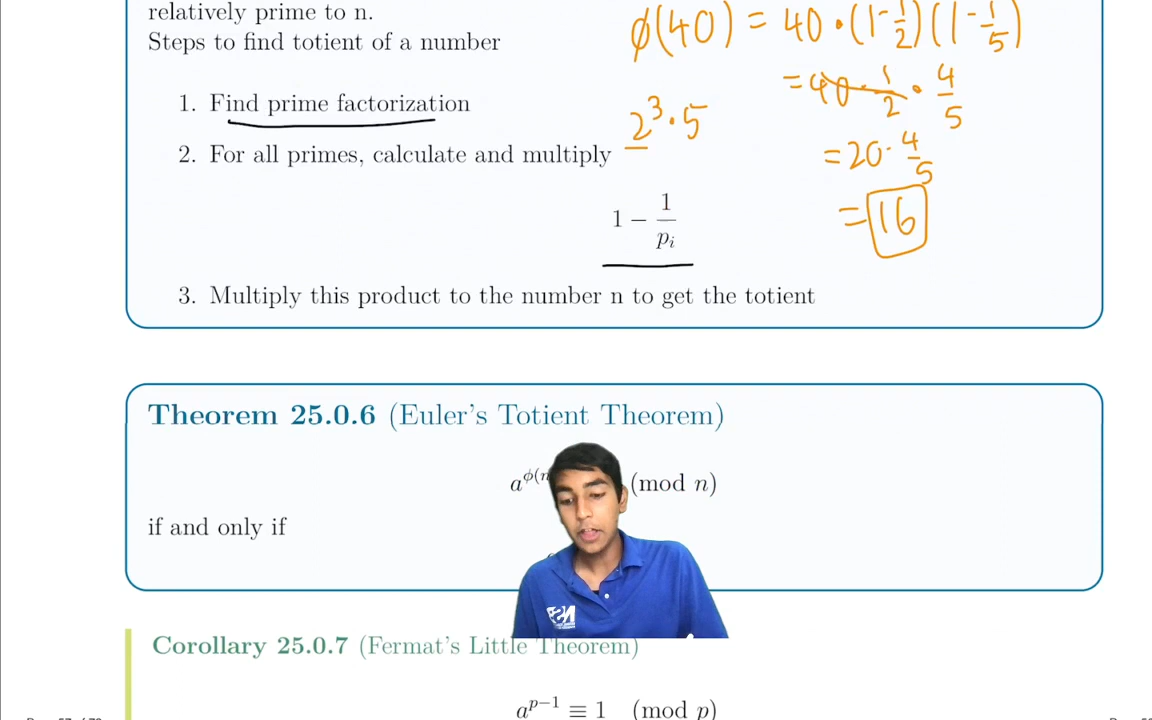 relatively prime to n.
Steps to find totient of a number
ϕ(40) = 40·(1-1/2)(1-1/5)
1. Find prime factorization
= 40·1/2·4/5
2³·5
2. For all primes, calculate and multiply
= 20·4/5
1 − 1/pᵢ
= 16
3. Multiply this product to the number n to get the totient
Theorem 25.0.6 (Euler's Totient Theorem)
a^ϕ(n (mod n)
if and only if
Corollary 25.0.7 (Fermat's Little Theorem)
a^{p−1} ≡ 1 (mod p)